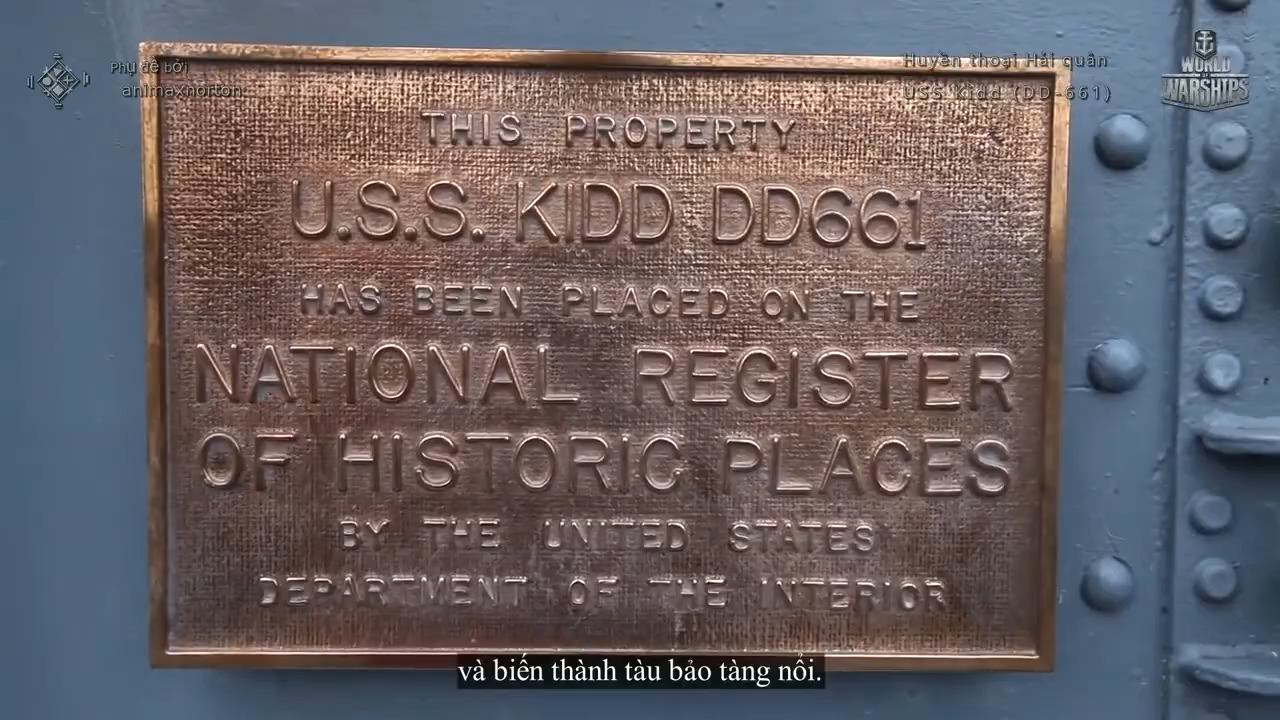 Phụ đề bởi
animaxnorton
Huyền thoại Hải quân
USS Kidd (DD-661)
WORLD
OF
WARSHIPS
THIS PROPERTY
U.S.S. KIDD DD661
HAS BEEN PLACED ON THE
NATIONAL REGISTER
OF HISTORIC PLACES
BY THE UNITED STATES
DEPARTMENT OF THE INTERIOR
và biến thành tàu bảo tàng nổi.